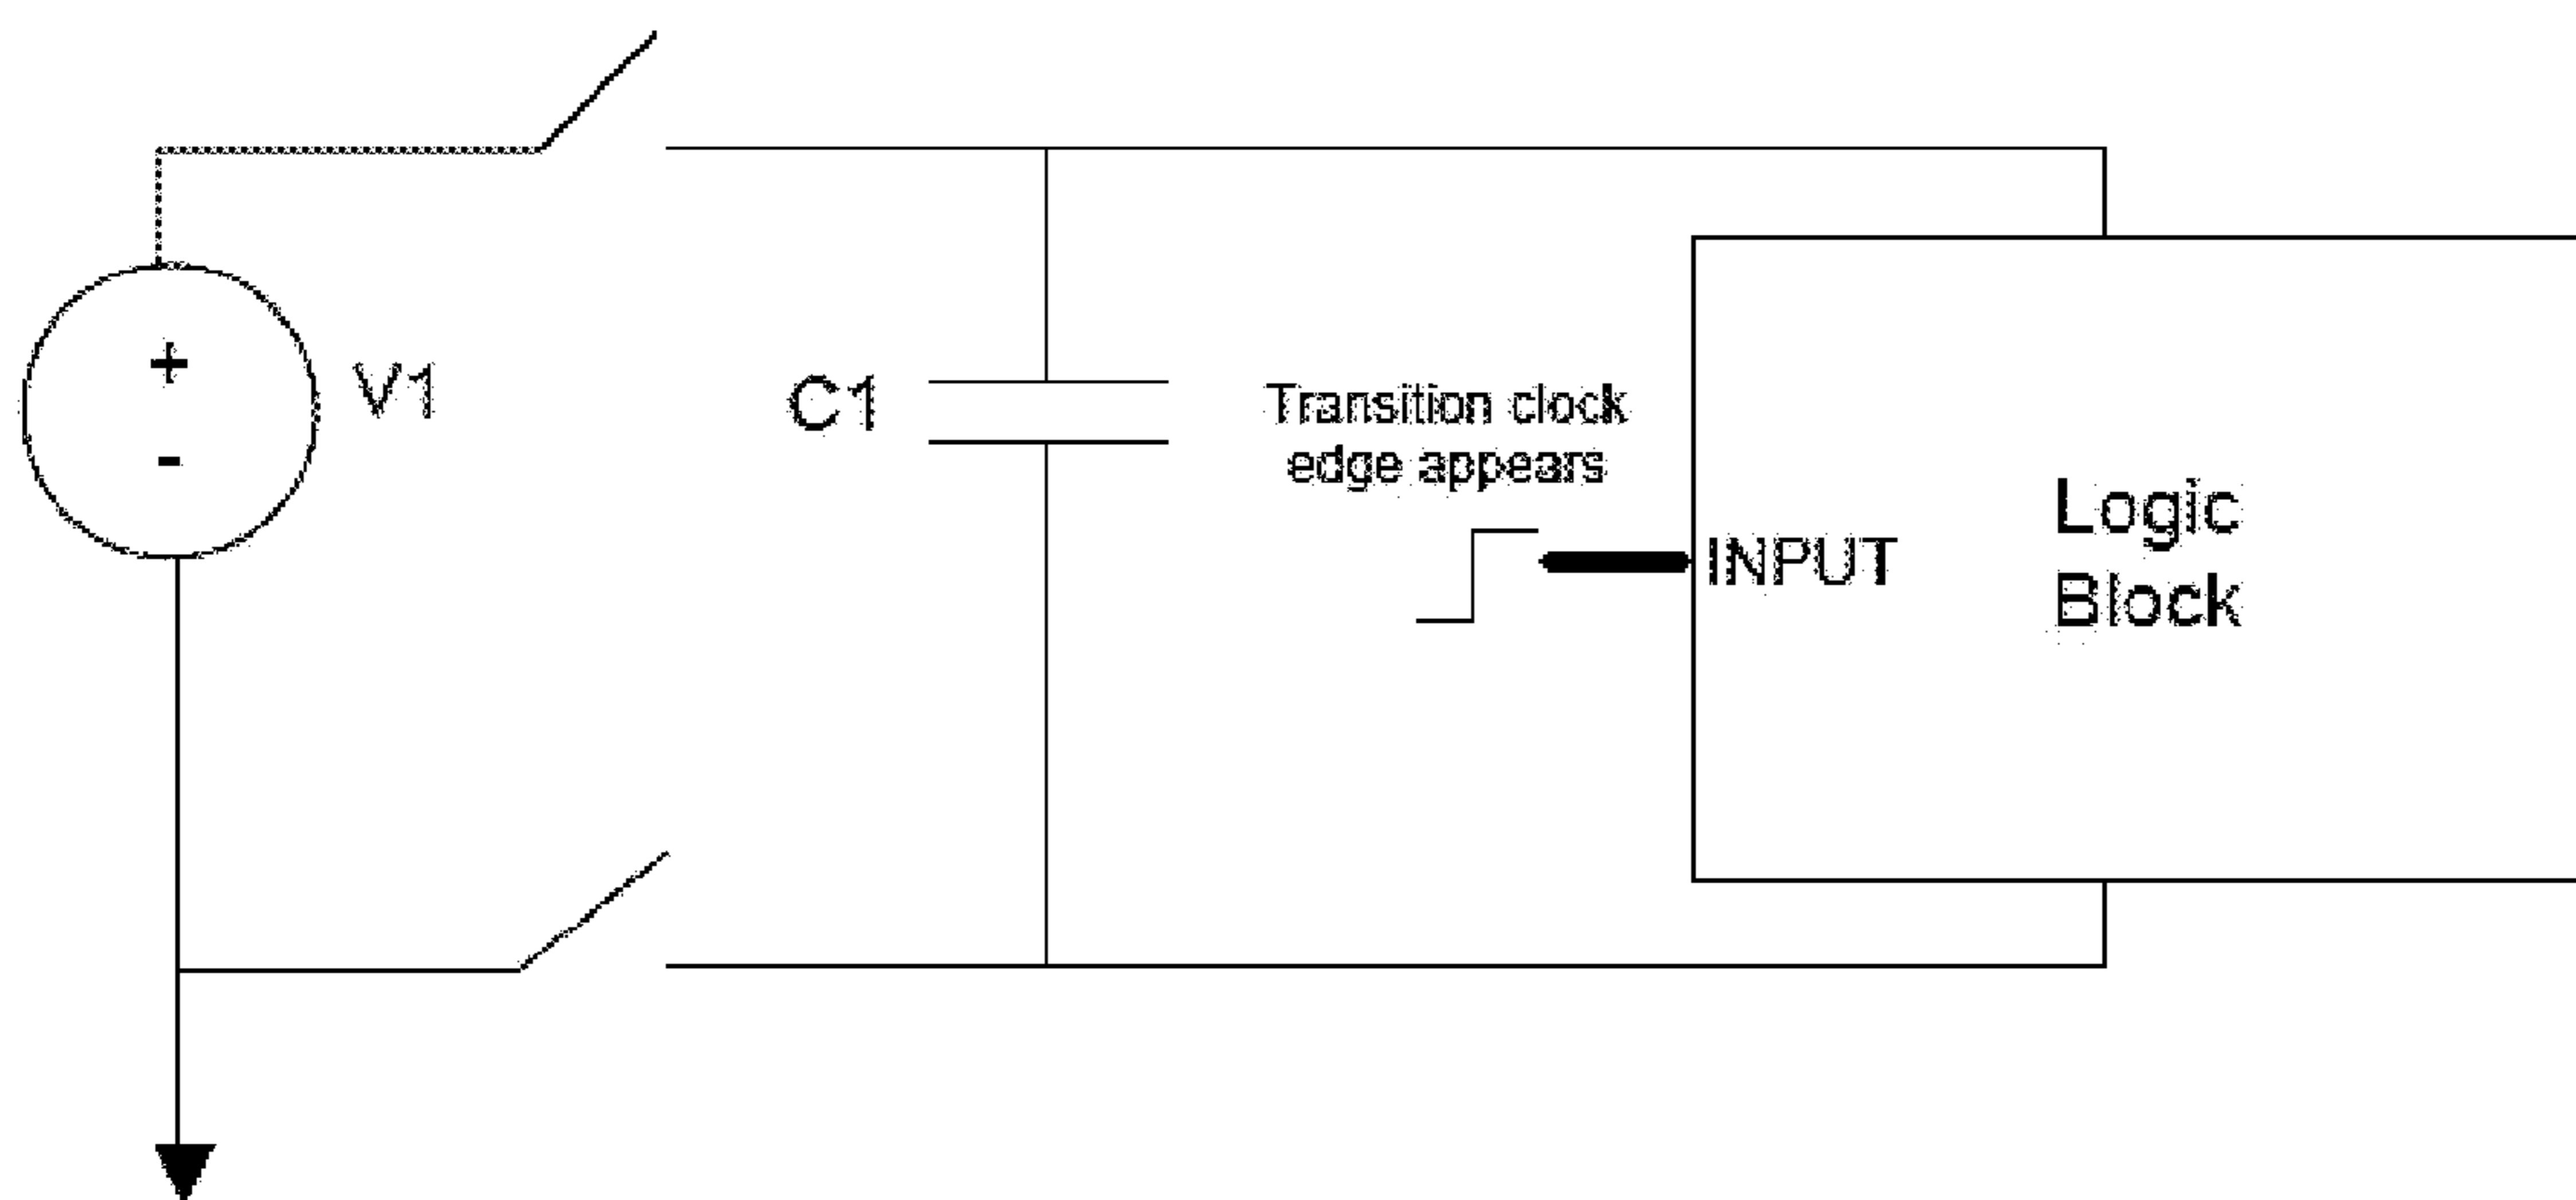 +
V1
-
C1
Transition clock
edge appears
INPUT
Logic
Block